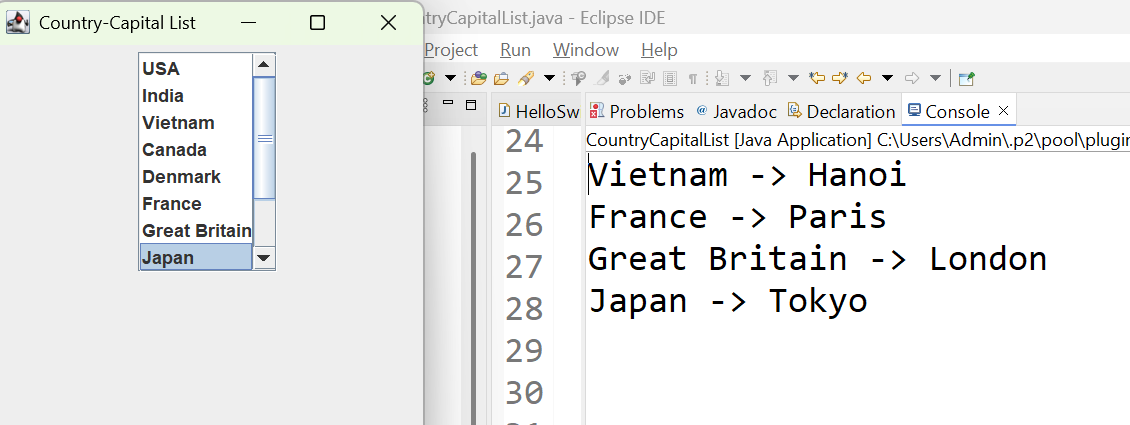 Country-Capital List
USA
India
Vietnam
Canada
Denmark
France
Great Britain
Japan
tryCapitalList.java - Eclipse IDE
Project Run Window Help
HelloSw
Problems @ Javadoc Declaration Console
CountryCapitalList [Java Application] C:\Users\Admin\.p2\pool\plugin
24
25
26
27
28
29
30
Vietnam -> Hanoi
France -> Paris
Great Britain -> London
Japan -> Tokyo